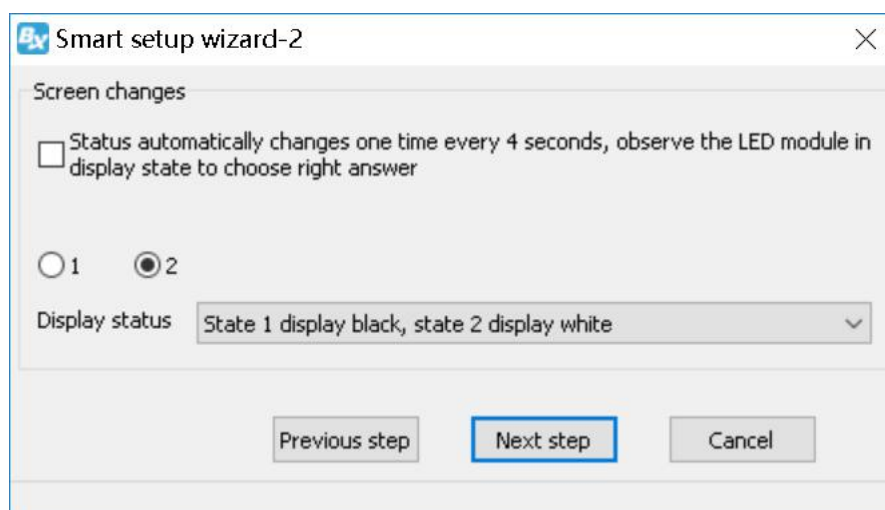 BX Smart setup wizard-2
Screen changes
Status automatically changes one time every 4 seconds, observe the LED module in
display state to choose right answer
1 2
Display status State 1 display black, state 2 display white
Previous step Next step Cancel